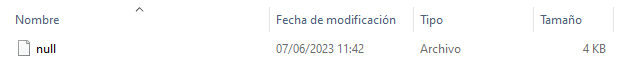 Nombre Fecha de modificación Tipo Tamaño
null 07/06/2023 11:42 Archivo 4 KB